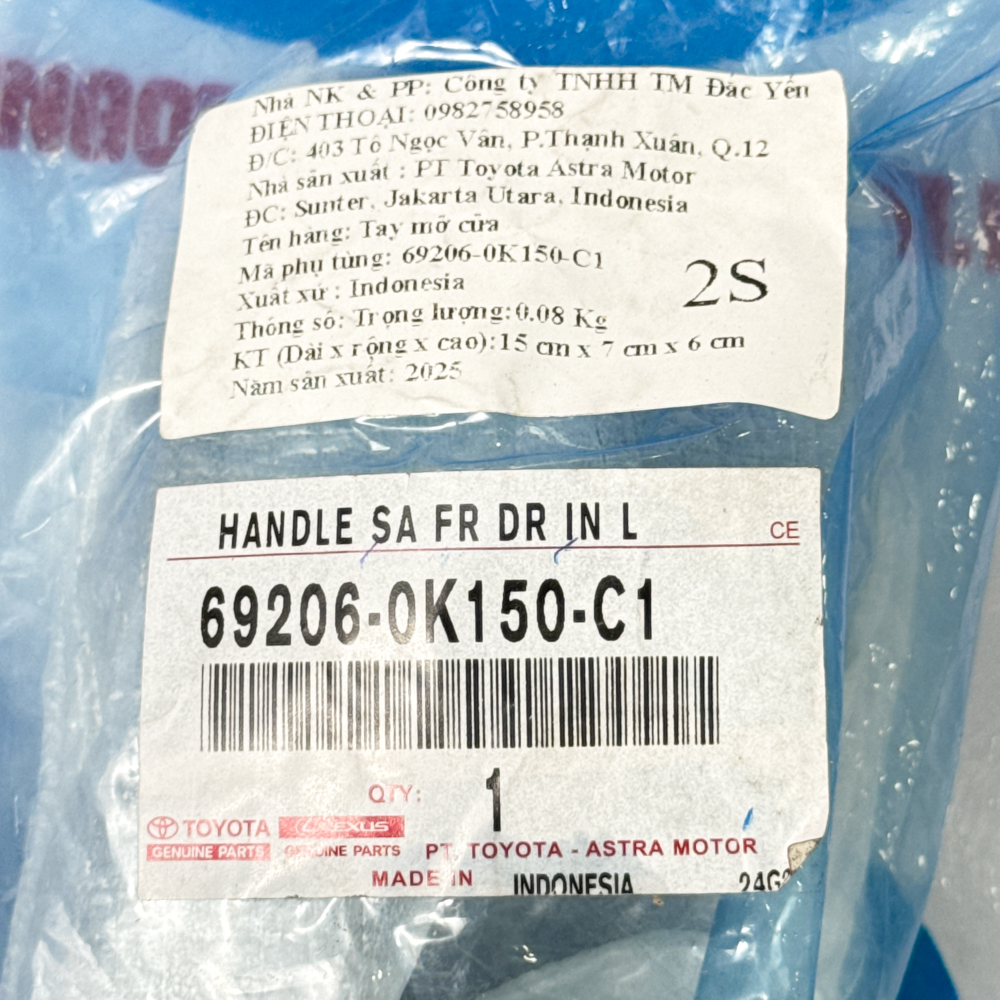 Nhà NK & PP: Công ty TNHH TM Đắc Yến
ĐIỆN THOẠI: 0982758958
Đ/C: 403 Tô Ngọc Vân, P.Thạnh Xuân, Q.12
Nhà sản xuất : PT Toyota Astra Motor
ĐC: Sunter, Jakarta Utara, Indonesia
Tên hàng: Tay mở cửa
Mã phụ tùng: 69206-0K150-C1
Xuất xứ : Indonesia
2S
Thông số: Trọng lượng:0.08 Kg
KT (Dài x rộng x cao):15 cm x 7 cm x 6 cm
Năm sản xuất: 2025
HANDLE SA FR DR IN L
CE
69206-0K150-C1
QTY: 1
TOYOTA LEXUS
GENUINE PARTS GENUINE PARTS PT. TOYOTA - ASTRA MOTOR
MADE IN INDONESIA